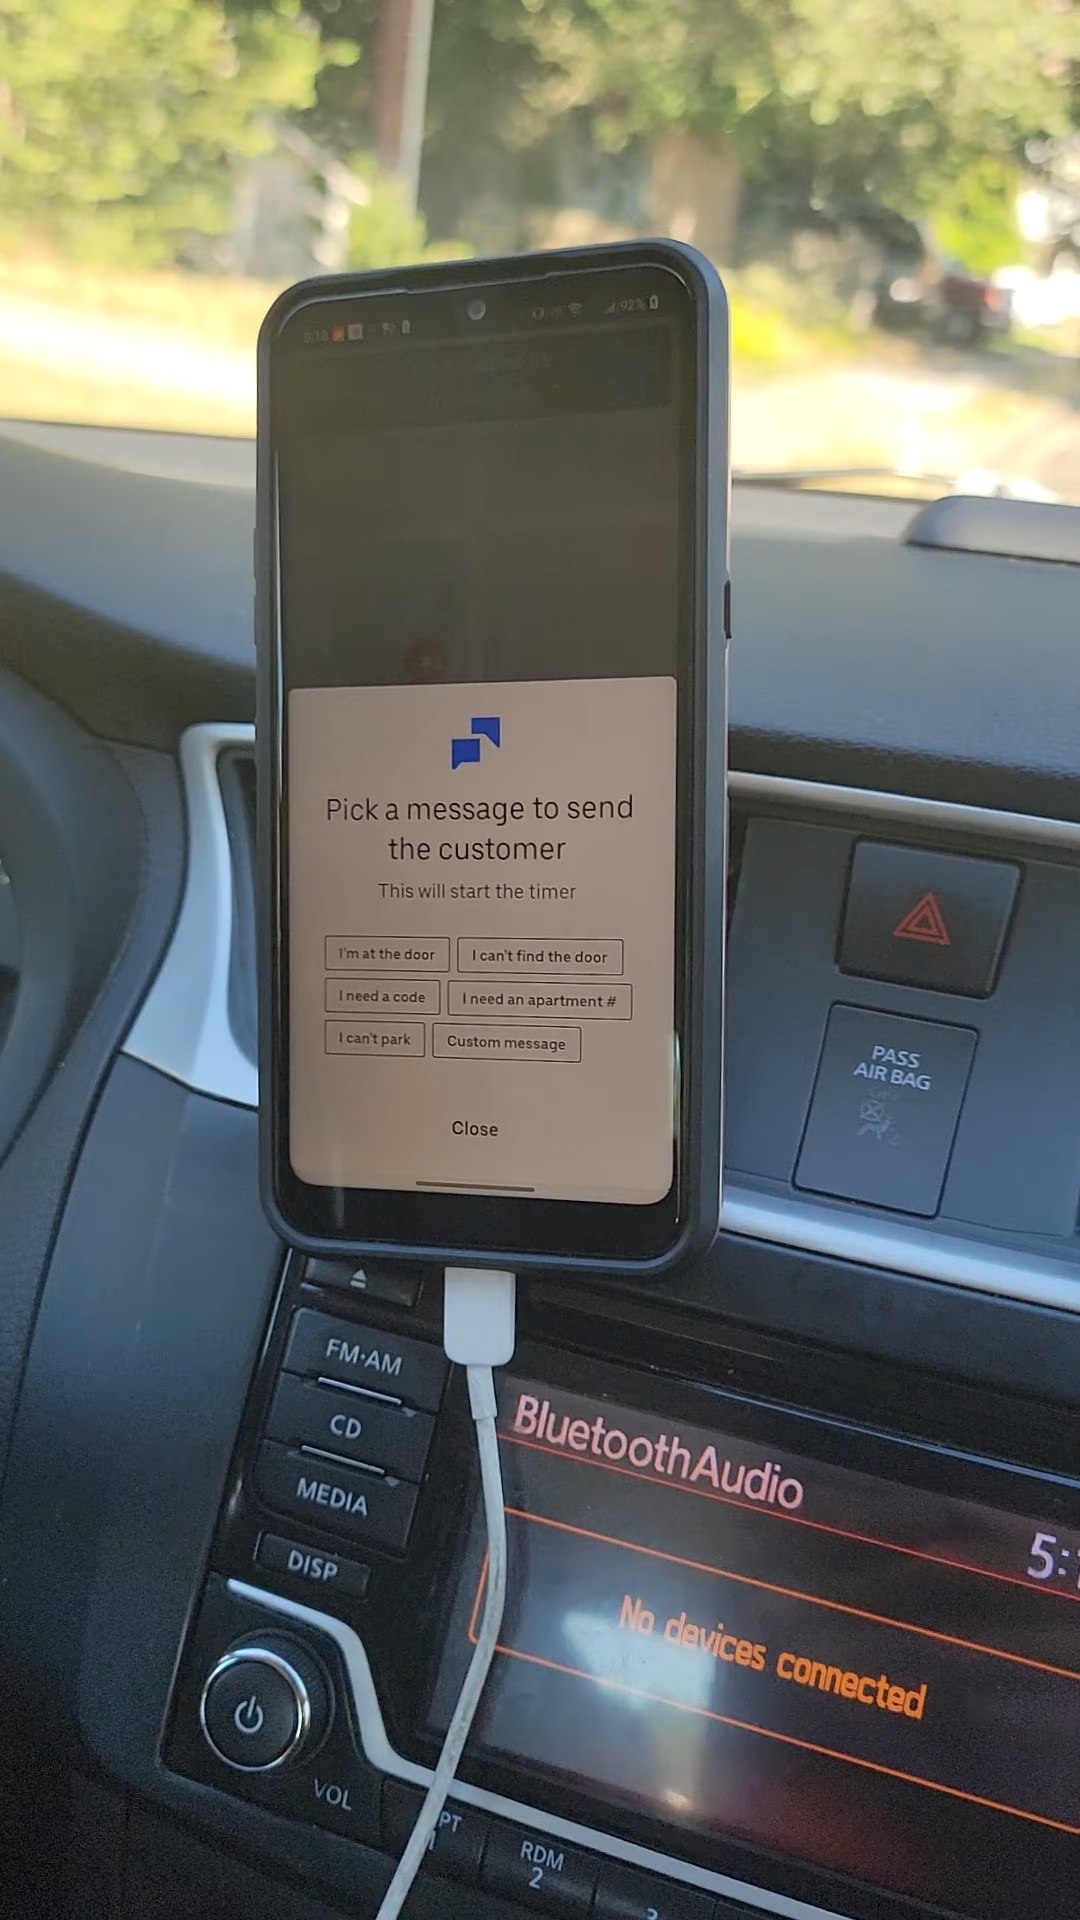 92%
Pick a message to send
the customer
This will start the timer
I'm at the door
I can't find the door
I need a code
I need an apartment #
I can't park
Custom message
Close
PASS
AIR BAG
FM·AM
CD
MEDIA
DISP
VOL
BluetoothAudio
No devices connected
RDM
2